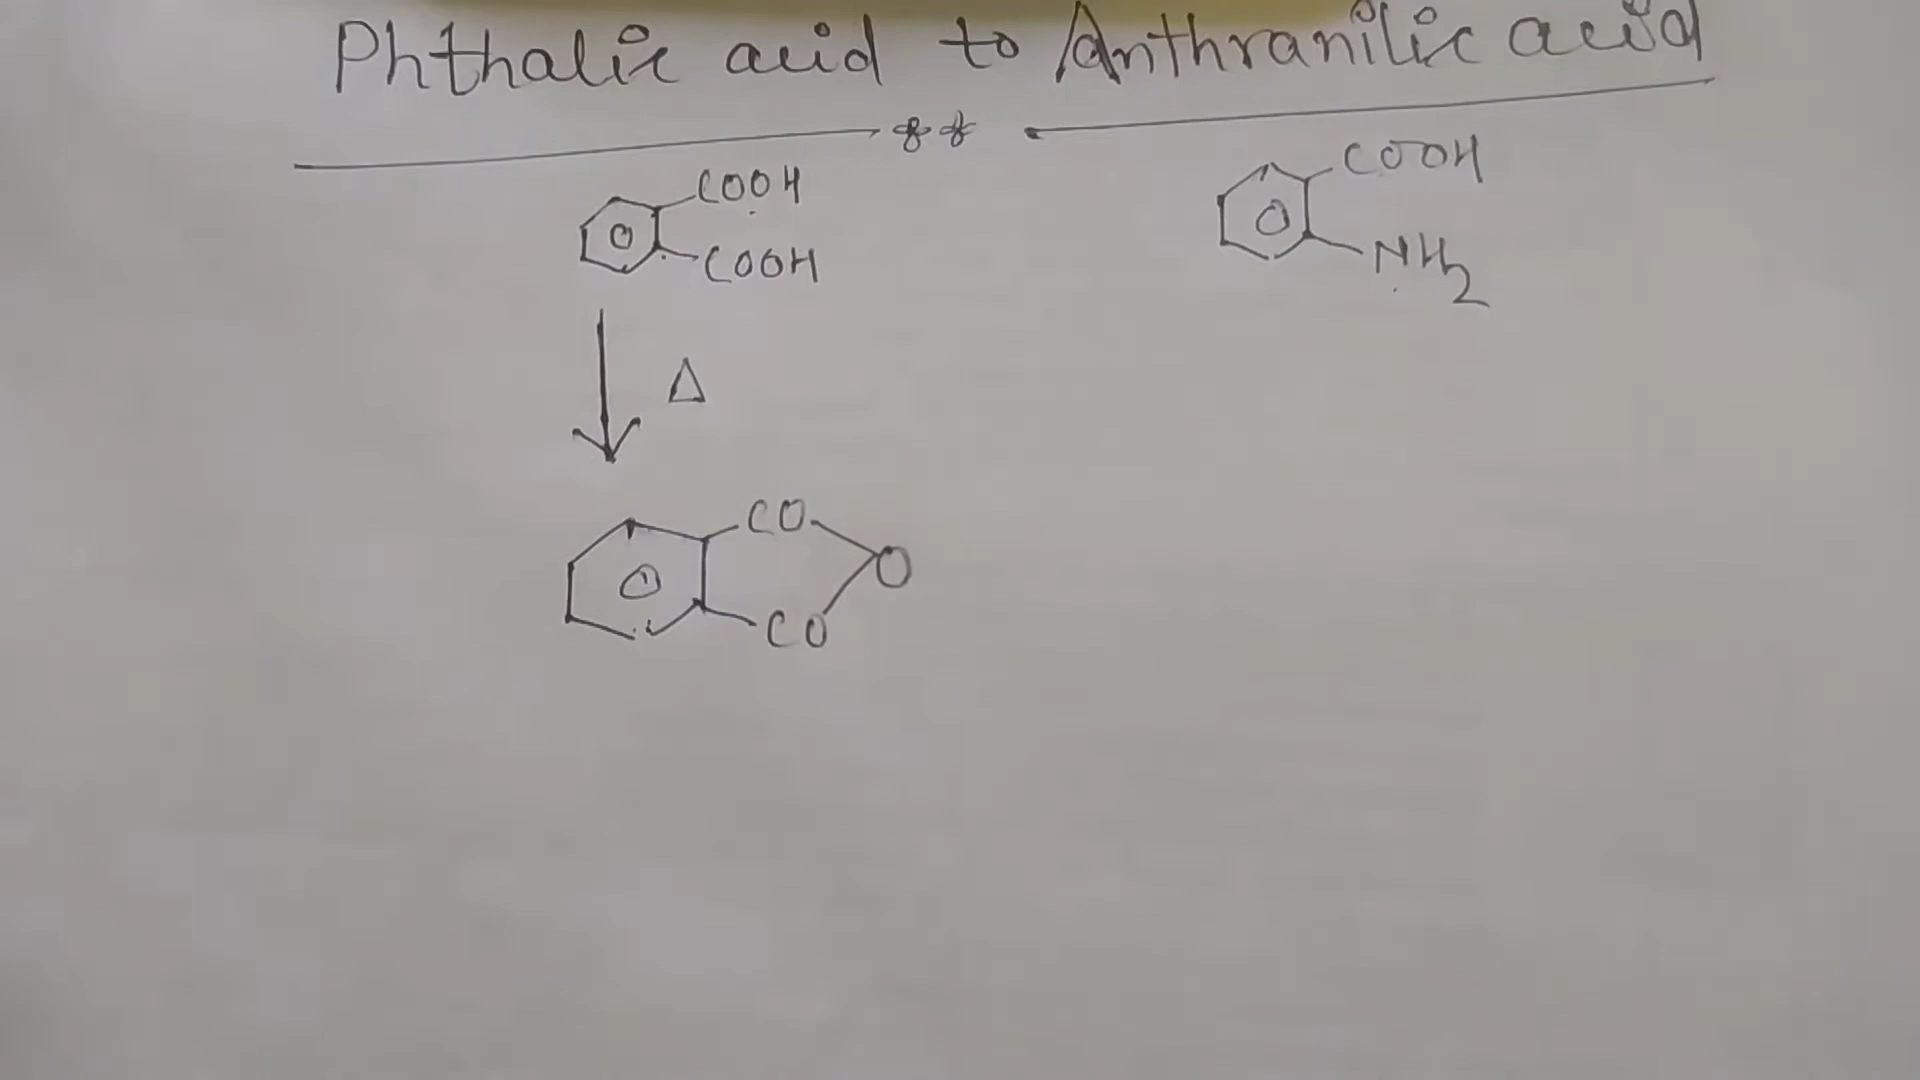 Phthalic acid to Anthranilic acid
COOH
COOH
COOH
NH2
Δ
CO
O
CO